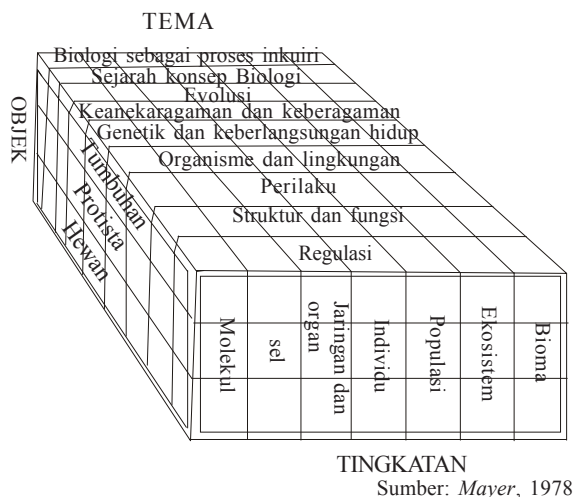 TEMA
Biologi sebagai proses inkuiri
Sejarah konsep Biologi
Evolusi
Keanekaragaman dan keberagaman
Genetik dan keberlangsungan hidup
Organisme dan lingkungan
Perilaku
Struktur dan fungsi
Regulasi
OBJEK
Tumbuhan
Protista
Hewan
Molekul
sel
Jaringan dan
organ
Individu
Populasi
Ekosistem
Bioma
TINGKATAN
Sumber: Mayer, 1978